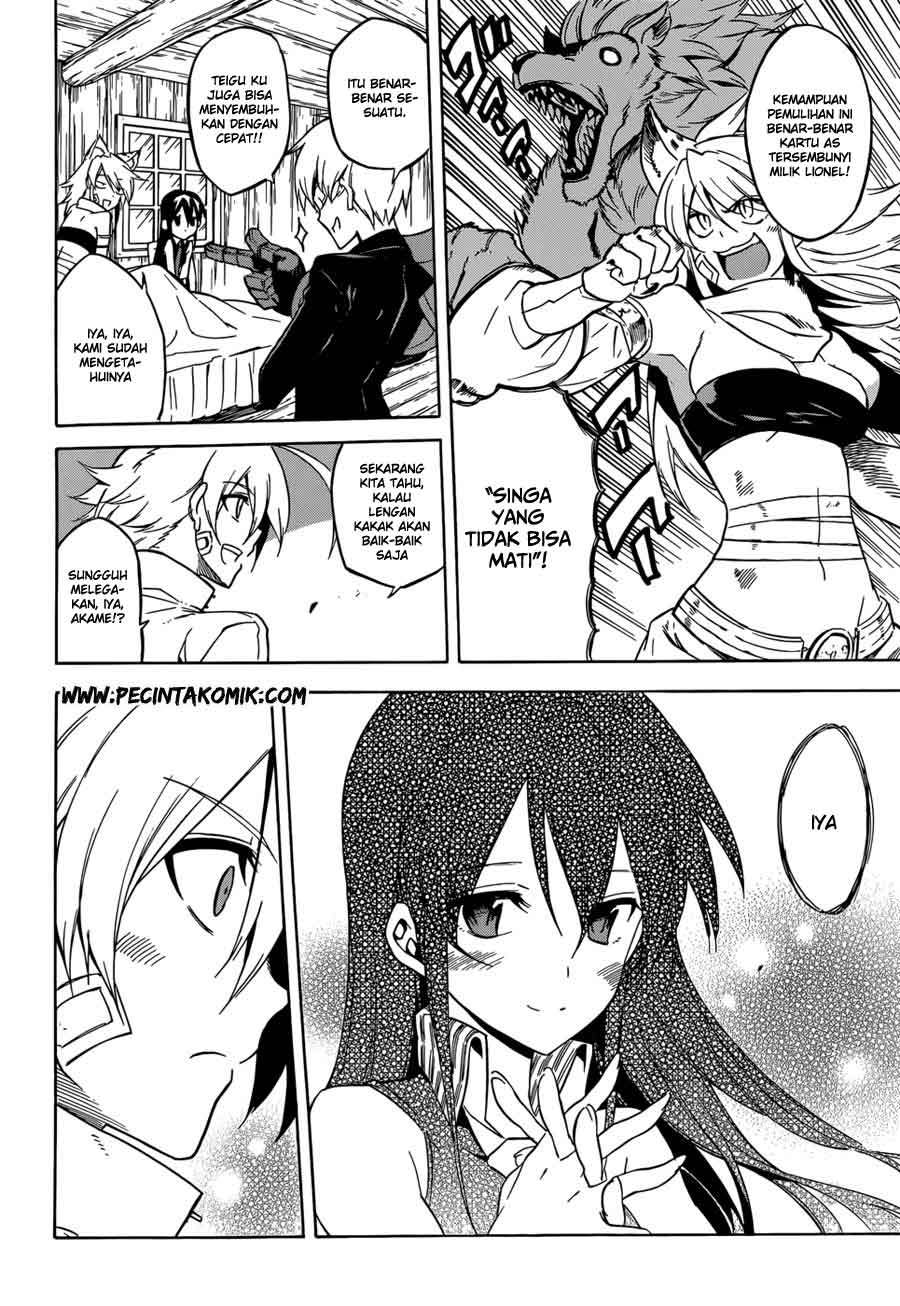 KEMAMPUAN
PEMULIHAN INI
BENAR-BENAR
KARTU AS
TERSEMBUNYI
MILIK LIONEL!
"SINGA
YANG
TIDAK BISA
MATI"!
ITU BENAR-
BENAR SE-
SUATU.
TEIGU KU
JUGA BISA
MENYEMBUH-
KAN DENGAN
CEPAT!!
IYA, IYA,
KAMI SUDAH
MENGETA-
HUINYA
SEKARANG
KITA TAHU,
KALAU
LENGAN
KAKAK AKAN
BAIK-BAIK
SAJA
SUNGGUH
MELEGA-
KAN, IYA,
AKAME!?
WWW.PECINTAKOMIK.COM
IYA